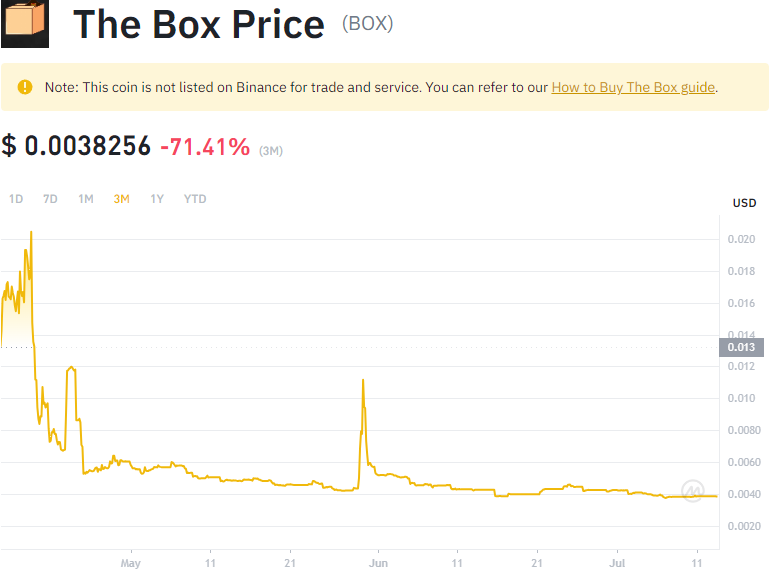 The Box Price (BOX)
Note: This coin is not listed on Binance for trade and service. You can refer to our How to Buy The Box guide.
$ 0.0038256 -71.41% (3M)
1D 7D 1M 3M 1Y YTD
USD
0.020
0.018
0.016
0.014
0.013
0.012
0.010
0.0080
0.0060
0.0040
0.0020
May 11 21 Jun 11 21 Jul 11